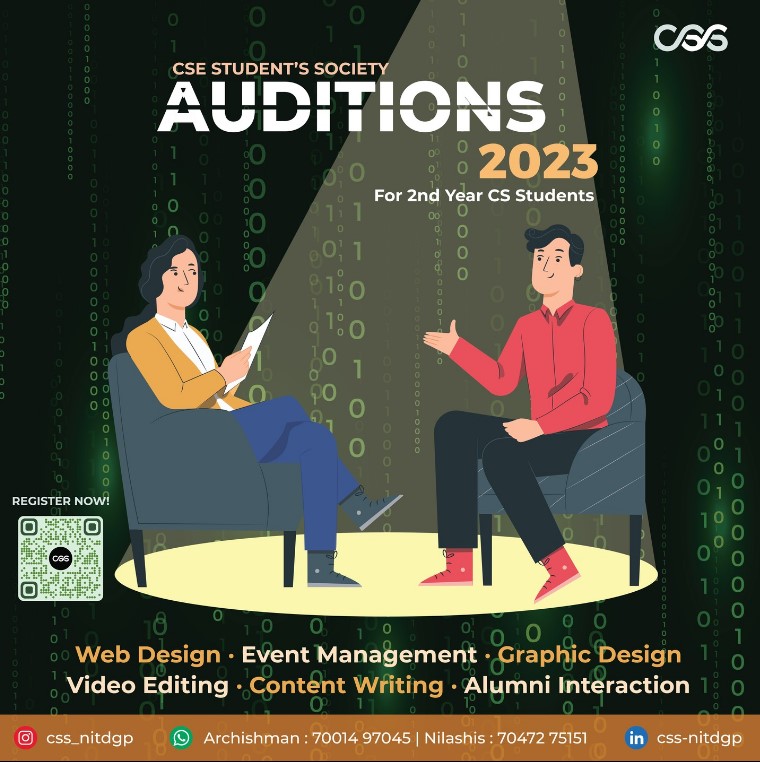 CSS
CSE STUDENT'S SOCIETY
AUDITIONS
2023
For 2nd Year CS Students
REGISTER NOW!
CSS
Web Design · Event Management · Graphic Design
Video Editing · Content Writing · Alumni Interaction
css_nitdgp Archishman : 70014 97045 | Nilashis : 70472 75151 in css-nitdgp